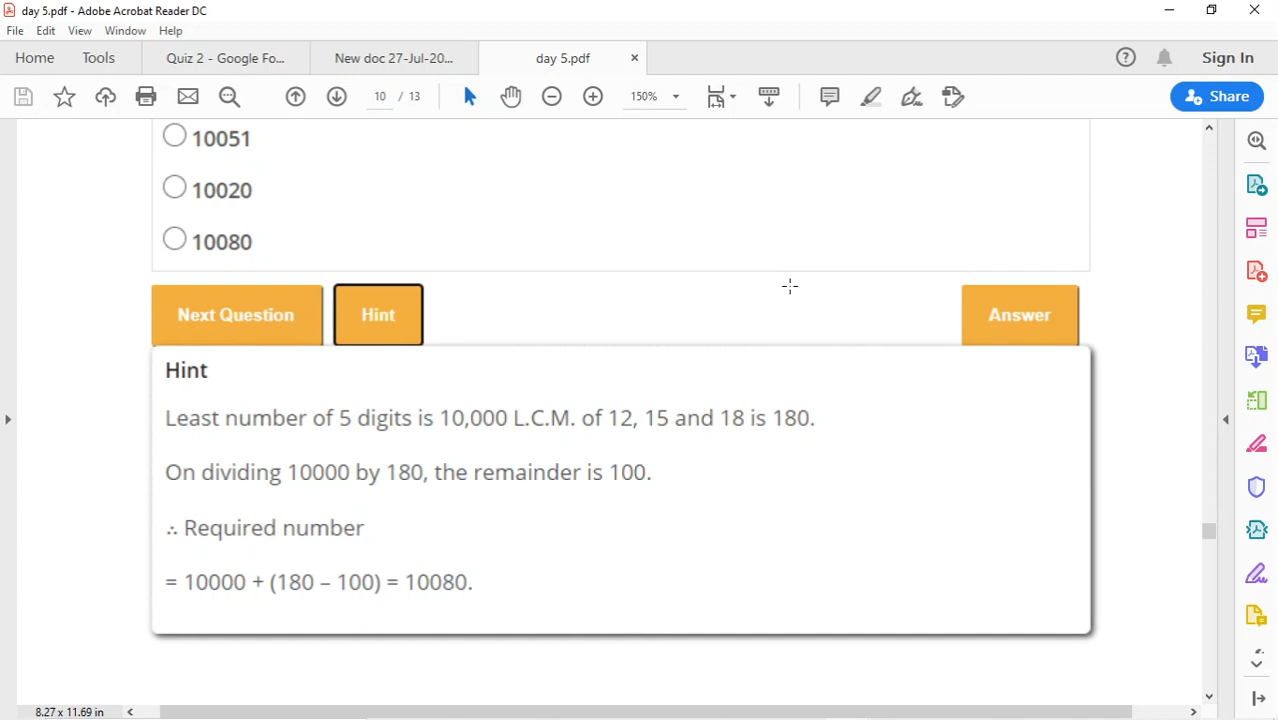 day 5.pdf - Adobe Acrobat Reader DC
File Edit View Window Help
Home Tools Quiz 2 - Google Fo... New doc 27-Jul-20... day 5.pdf × Sign In
10 / 13 150% Share
10051
10020
10080
Next Question Hint Answer
Hint
Least number of 5 digits is 10,000 L.C.M. of 12, 15 and 18 is 180.
On dividing 10000 by 180, the remainder is 100.
∴ Required number
= 10000 + (180 – 100) = 10080.
8.27 x 11.69 in